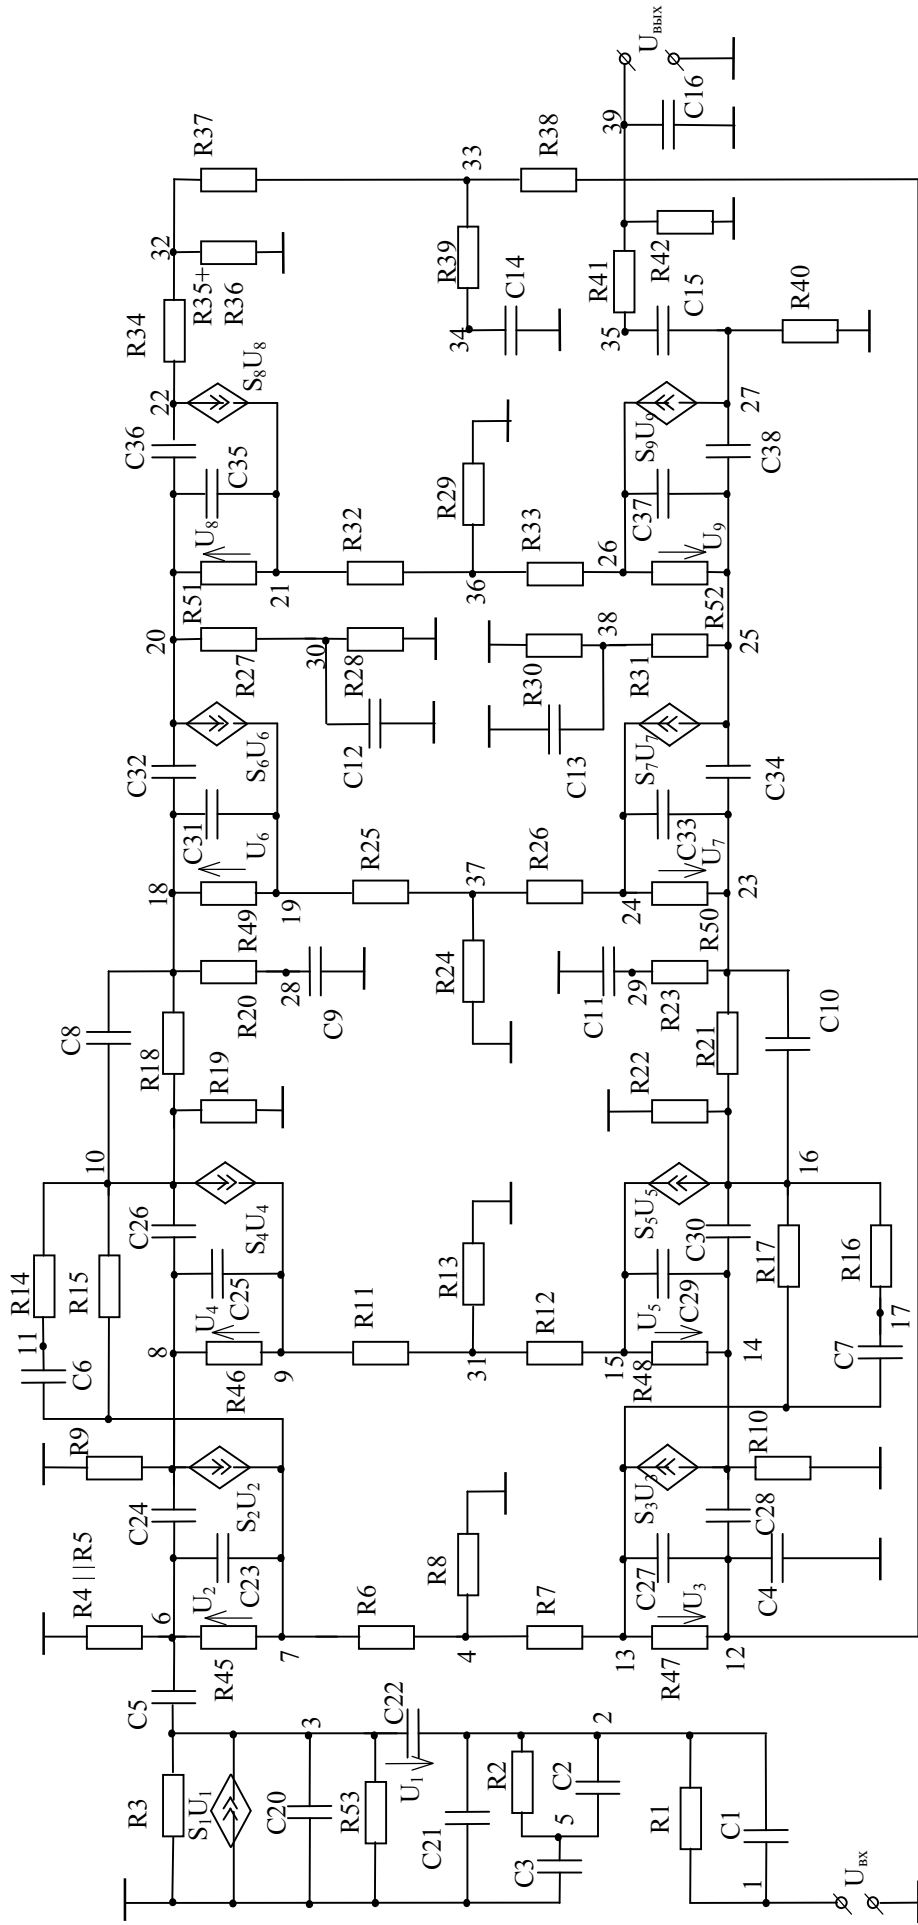 R3
S₁U₁
C20
3
R53
U₁
C22
C5
C21
R2
C3
5
C2
2
R1
C1
1
Uвх
R4 ||R5
6
C24
R9
U₂
R45
C23
S₂U₂
7
R6
4
R8
R7
13
C27
S₃U₃
R47
U₃
12
C28
C4
R10
C6
11
R14
R15
10
8
C26
U₄
R46
C25
S₄U₄
9
R11
31
R13
R12
15
R48
U₅
C29
S₅U₅
C30
14
C7
17
R16
R17
16
C8
R18
R19
R20
28
C9
C11
29
R23
R22
R21
C10
18
C32
U₆
R49
C31
S₆U₆
19
R25
37
R24
R26
24
R50
C33
U₇
S₇U₇
23
C34
20
R27
30
R28
C12
C13
R30
38
R31
25
C36
R51
U₈
C35
S₈U₈
21
R32
36
R29
R33
26
C37
S₉U₉
R52
U₉
C38
27
22
R34
32
R35+
R36
R37
33
R39
34
C14
R38
R41
35
C15
R42
R40
39
C16
Uвых